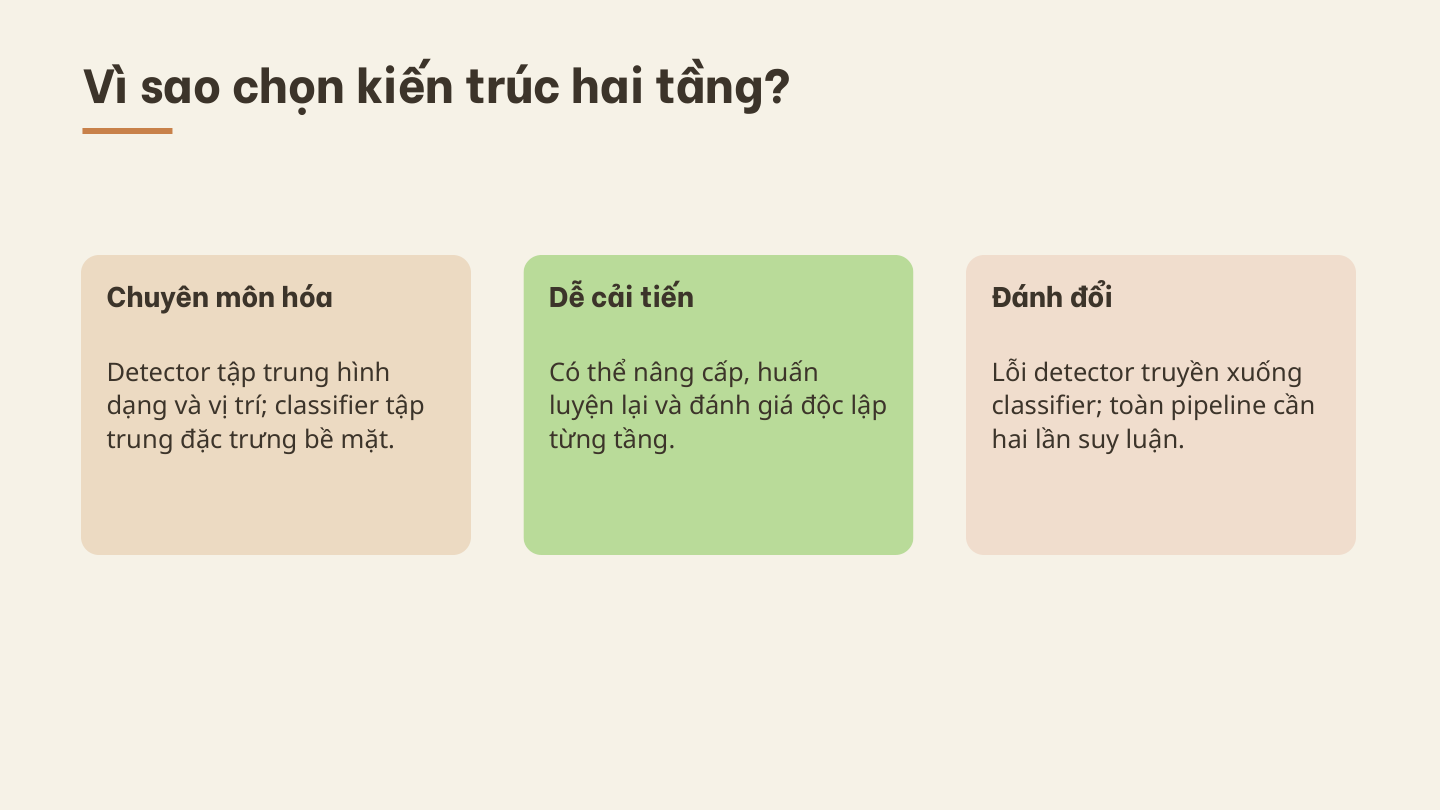 Vì sao chọn kiến trúc hai tầng?
Chuyên môn hóa
Detector tập trung hình
dạng và vị trí; classifier tập
trung đặc trưng bề mặt.
Dễ cải tiến
Có thể nâng cấp, huấn
luyện lại và đánh giá độc lập
từng tầng.
Đánh đổi
Lỗi detector truyền xuống
classifier; toàn pipeline cần
hai lần suy luận.